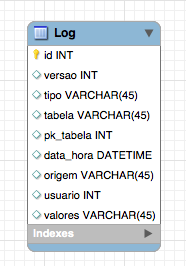 Log
id INT
versao INT
tipo VARCHAR(45)
tabela VARCHAR(45)
pk_tabela INT
data_hora DATETIME
origem VARCHAR(45)
usuario INT
valores VARCHAR(45)
Indexes